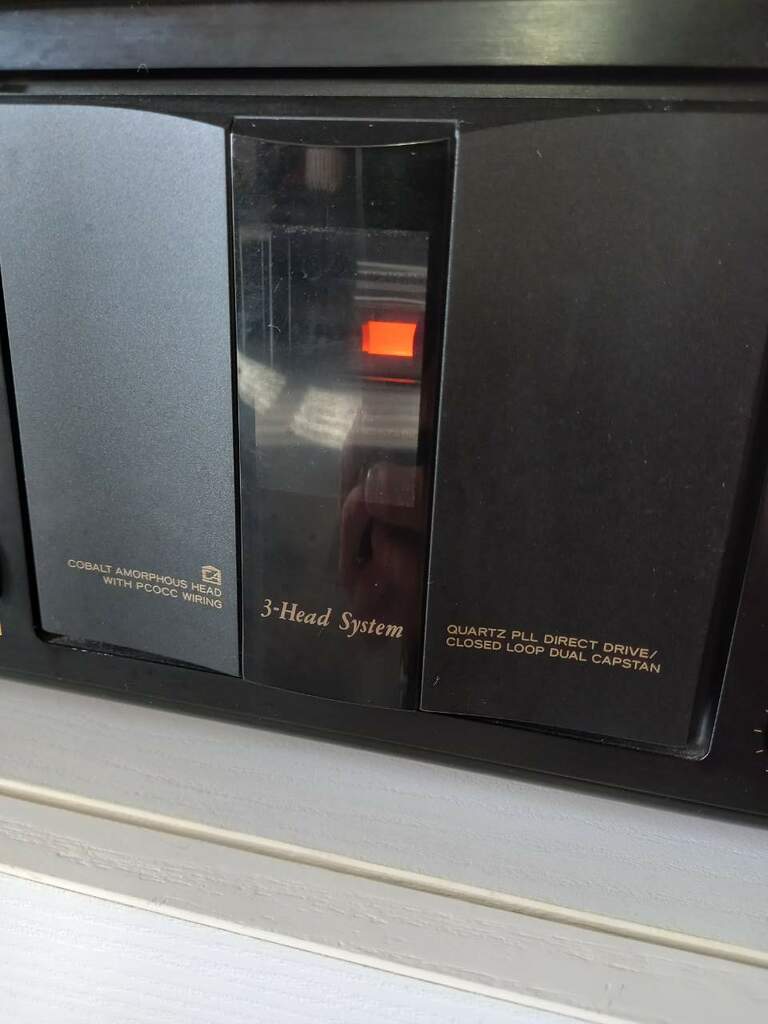 COBALT AMORPHOUS HEAD
WITH PCOCC WIRING
3-Head System
QUARTZ PLL DIRECT DRIVE/
CLOSED LOOP DUAL CAPSTAN